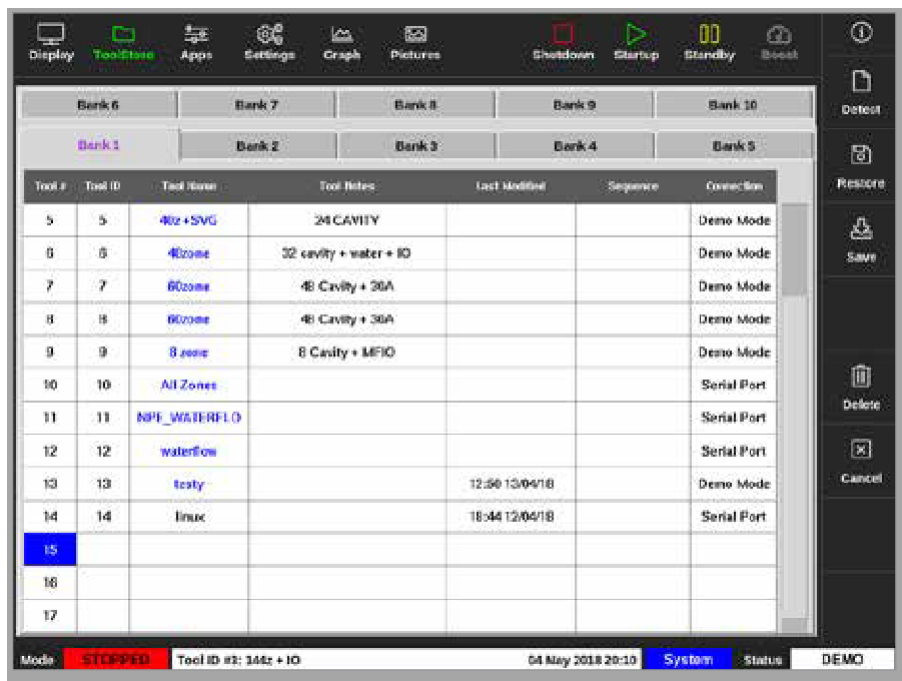 Display ToolStore Apps Settings Graph Pictures Shutdown Startup Standby Boost
Detect
Restore
Save
Delete
Cancel
Bank 6 Bank 7 Bank 8 Bank 9 Bank 10
Bank 1 Bank 2 Bank 3 Bank 4 Bank 5
Tool # Tool ID Tool Name Tool Notes Last Modified Sequence Connection
5 5 40z+SVG 24 CAVITY Demo Mode
6 6 40zone 32 cavity + water + IO Demo Mode
7 7 60zone 48 Cavity + 30A Demo Mode
8 8 60zone 48 Cavity + 30A Demo Mode
9 9 8 zone 8 Cavity + MFIO Demo Mode
10 10 All Zones Serial Port
11 11 NPE_WATERFLO Serial Port
12 12 waterflow Serial Port
13 13 testy 12:50 13/04/18 Demo Mode
14 14 linux 18:44 12/04/18 Serial Port
15
16
17
Mode STOPPED Tool ID #3: 144z + IO 04 May 2018 20:10 System Status DEMO